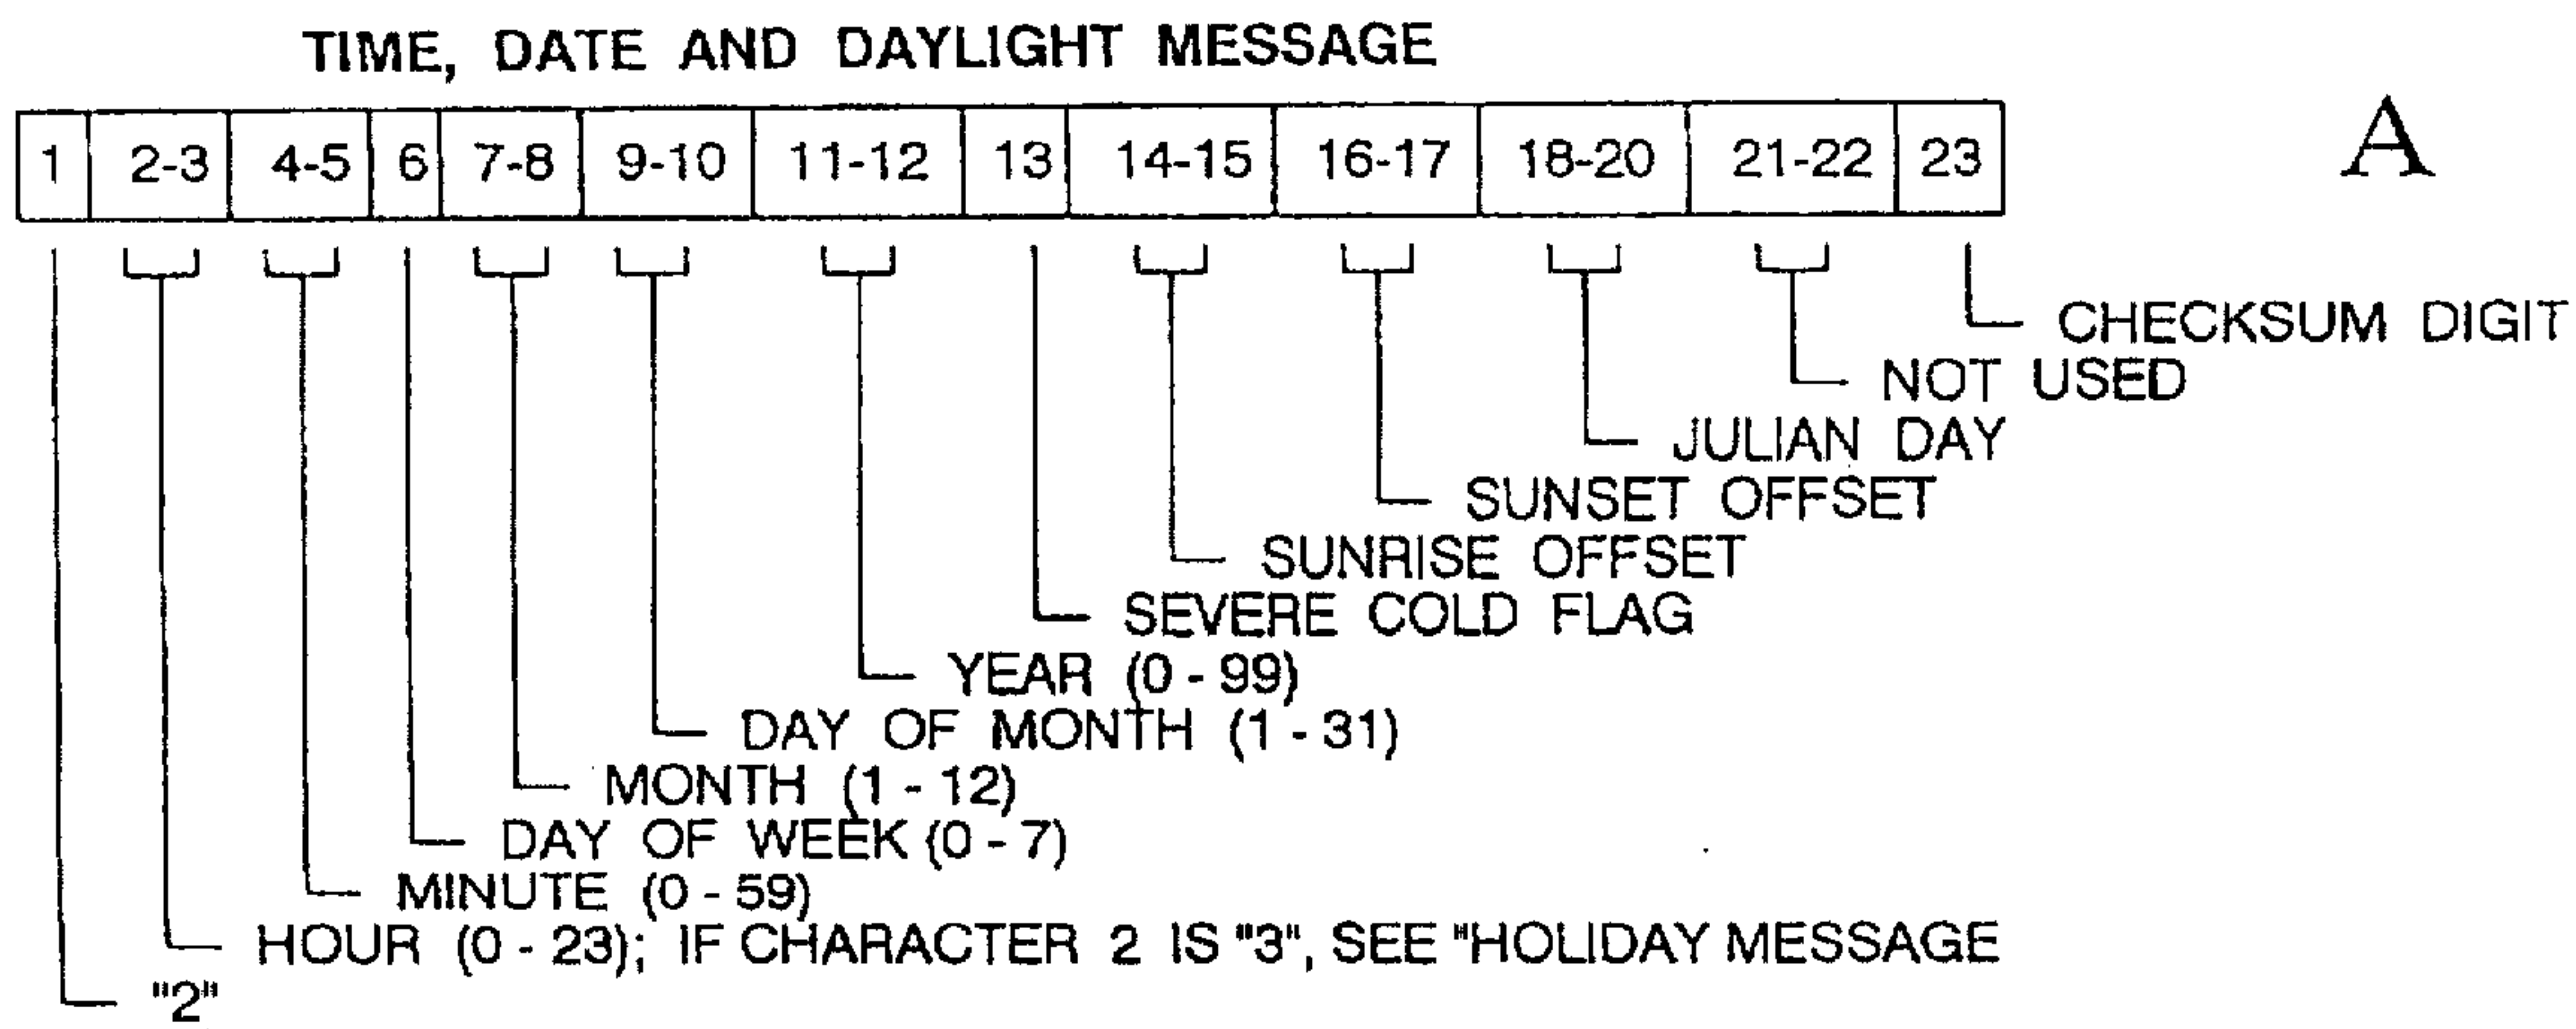 TIME, DATE AND DAYLIGHT MESSAGE
1 2-3 4-5 6 7-8 9-10 11-12 13 14-15 16-17 18-20 21-22 23
A
CHECKSUM DIGIT
NOT USED
JULIAN DAY
SUNSET OFFSET
SUNRISE OFFSET
SEVERE COLD FLAG
YEAR (0 - 99)
DAY OF MONTH (1 - 31)
MONTH (1 - 12)
DAY OF WEEK (0 - 7)
MINUTE (0 - 59)
HOUR (0 - 23); IF CHARACTER 2 IS "3", SEE "HOLIDAY MESSAGE
"2"